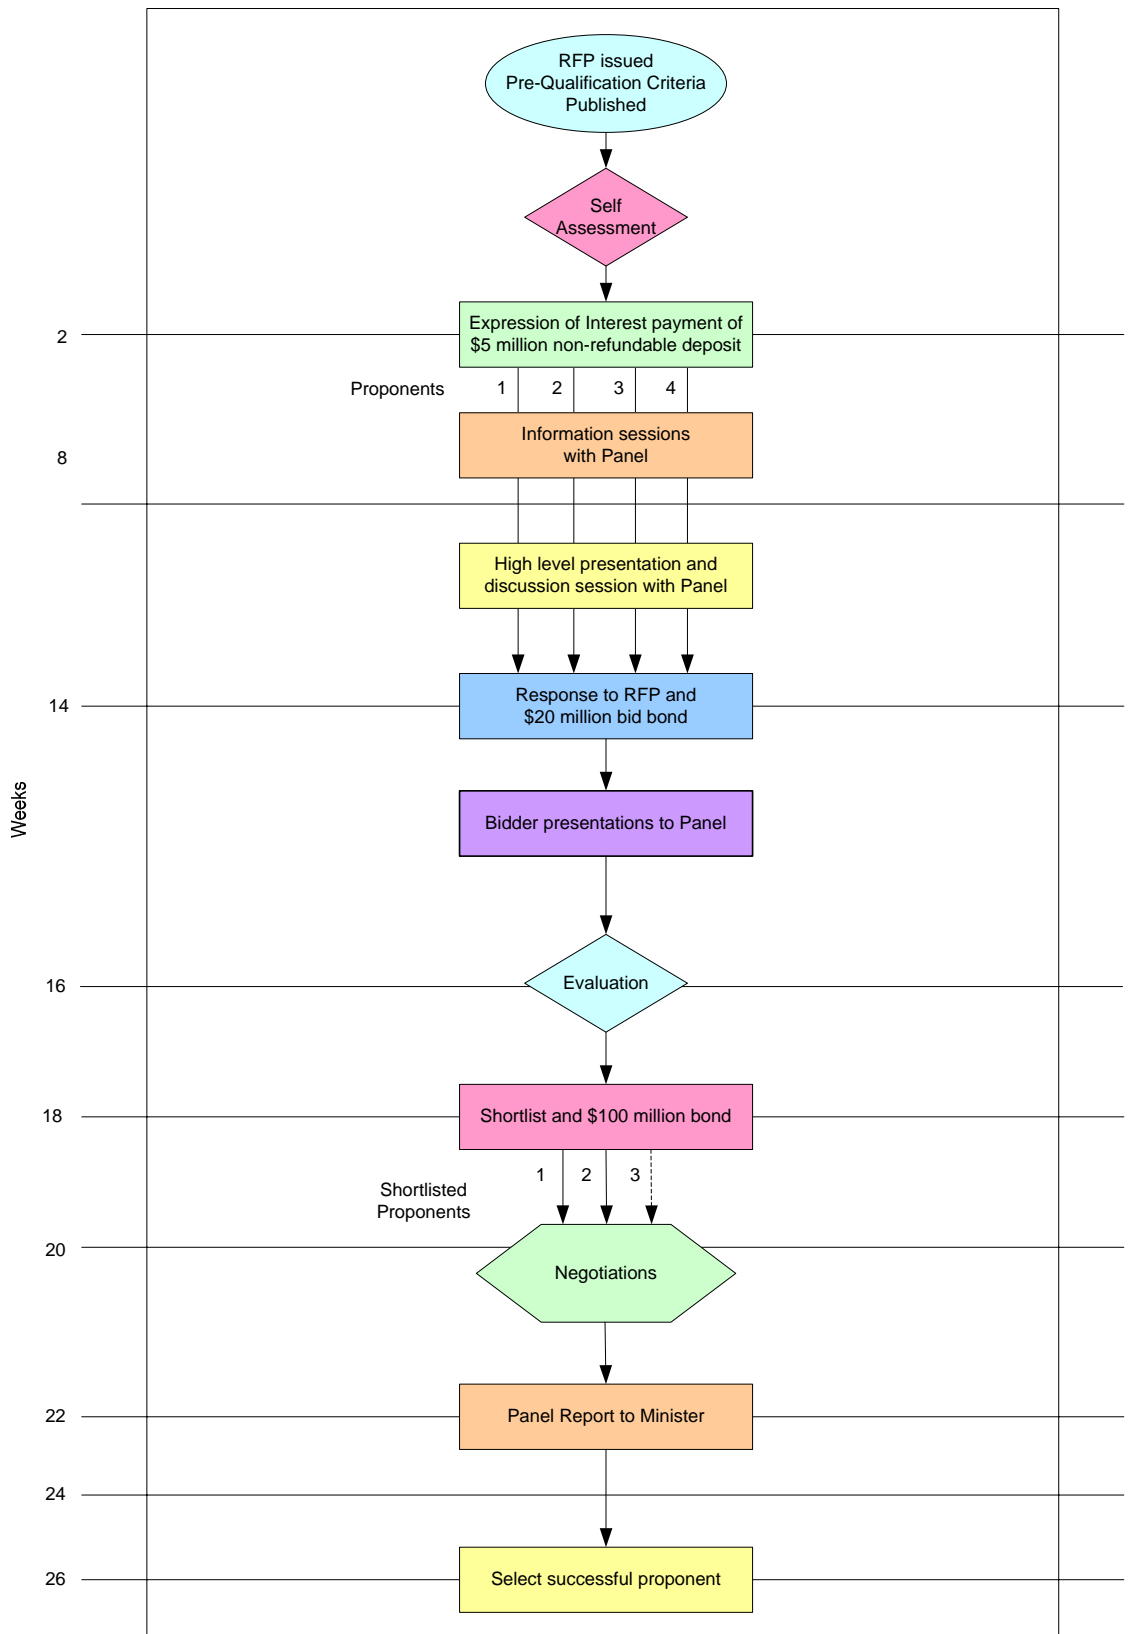 RFP issued
Pre-Qualification Criteria
Published
Self
Assessment
2
Expression of Interest payment of
$5 million non-refundable deposit
Proponents
1
2
3
4
8
Information sessions
with Panel
High level presentation and
discussion session with Panel
14
Response to RFP and
$20 million bid bond
Weeks
Bidder presentations to Panel
16
Evaluation
18
Shortlist and $100 million bond
Shortlisted
Proponents
1
2
3
20
Negotiations
22
Panel Report to Minister
24
26
Select successful proponent